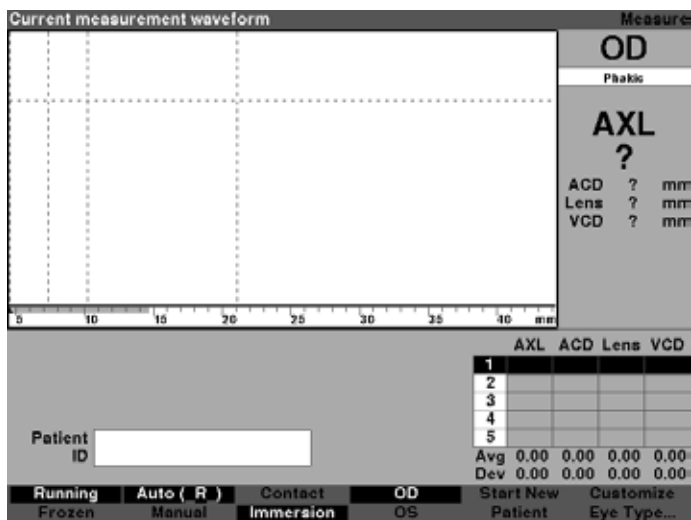 Current measurement waveform Measure
OD
Phakic
AXL
?
ACD ? mm
Lens ? mm
VCD ? mm
5 10 15 20 25 30 35 40 mm
AXL ACD Lens VCD
1
2
3
4
5
Patient
ID
Avg 0.00 0.00 0.00 0.00
Dev 0.00 0.00 0.00 0.00
Running Auto ( R ) Contact OD Start New Customize
Frozen Manual Immersion OS Patient Eye Type...